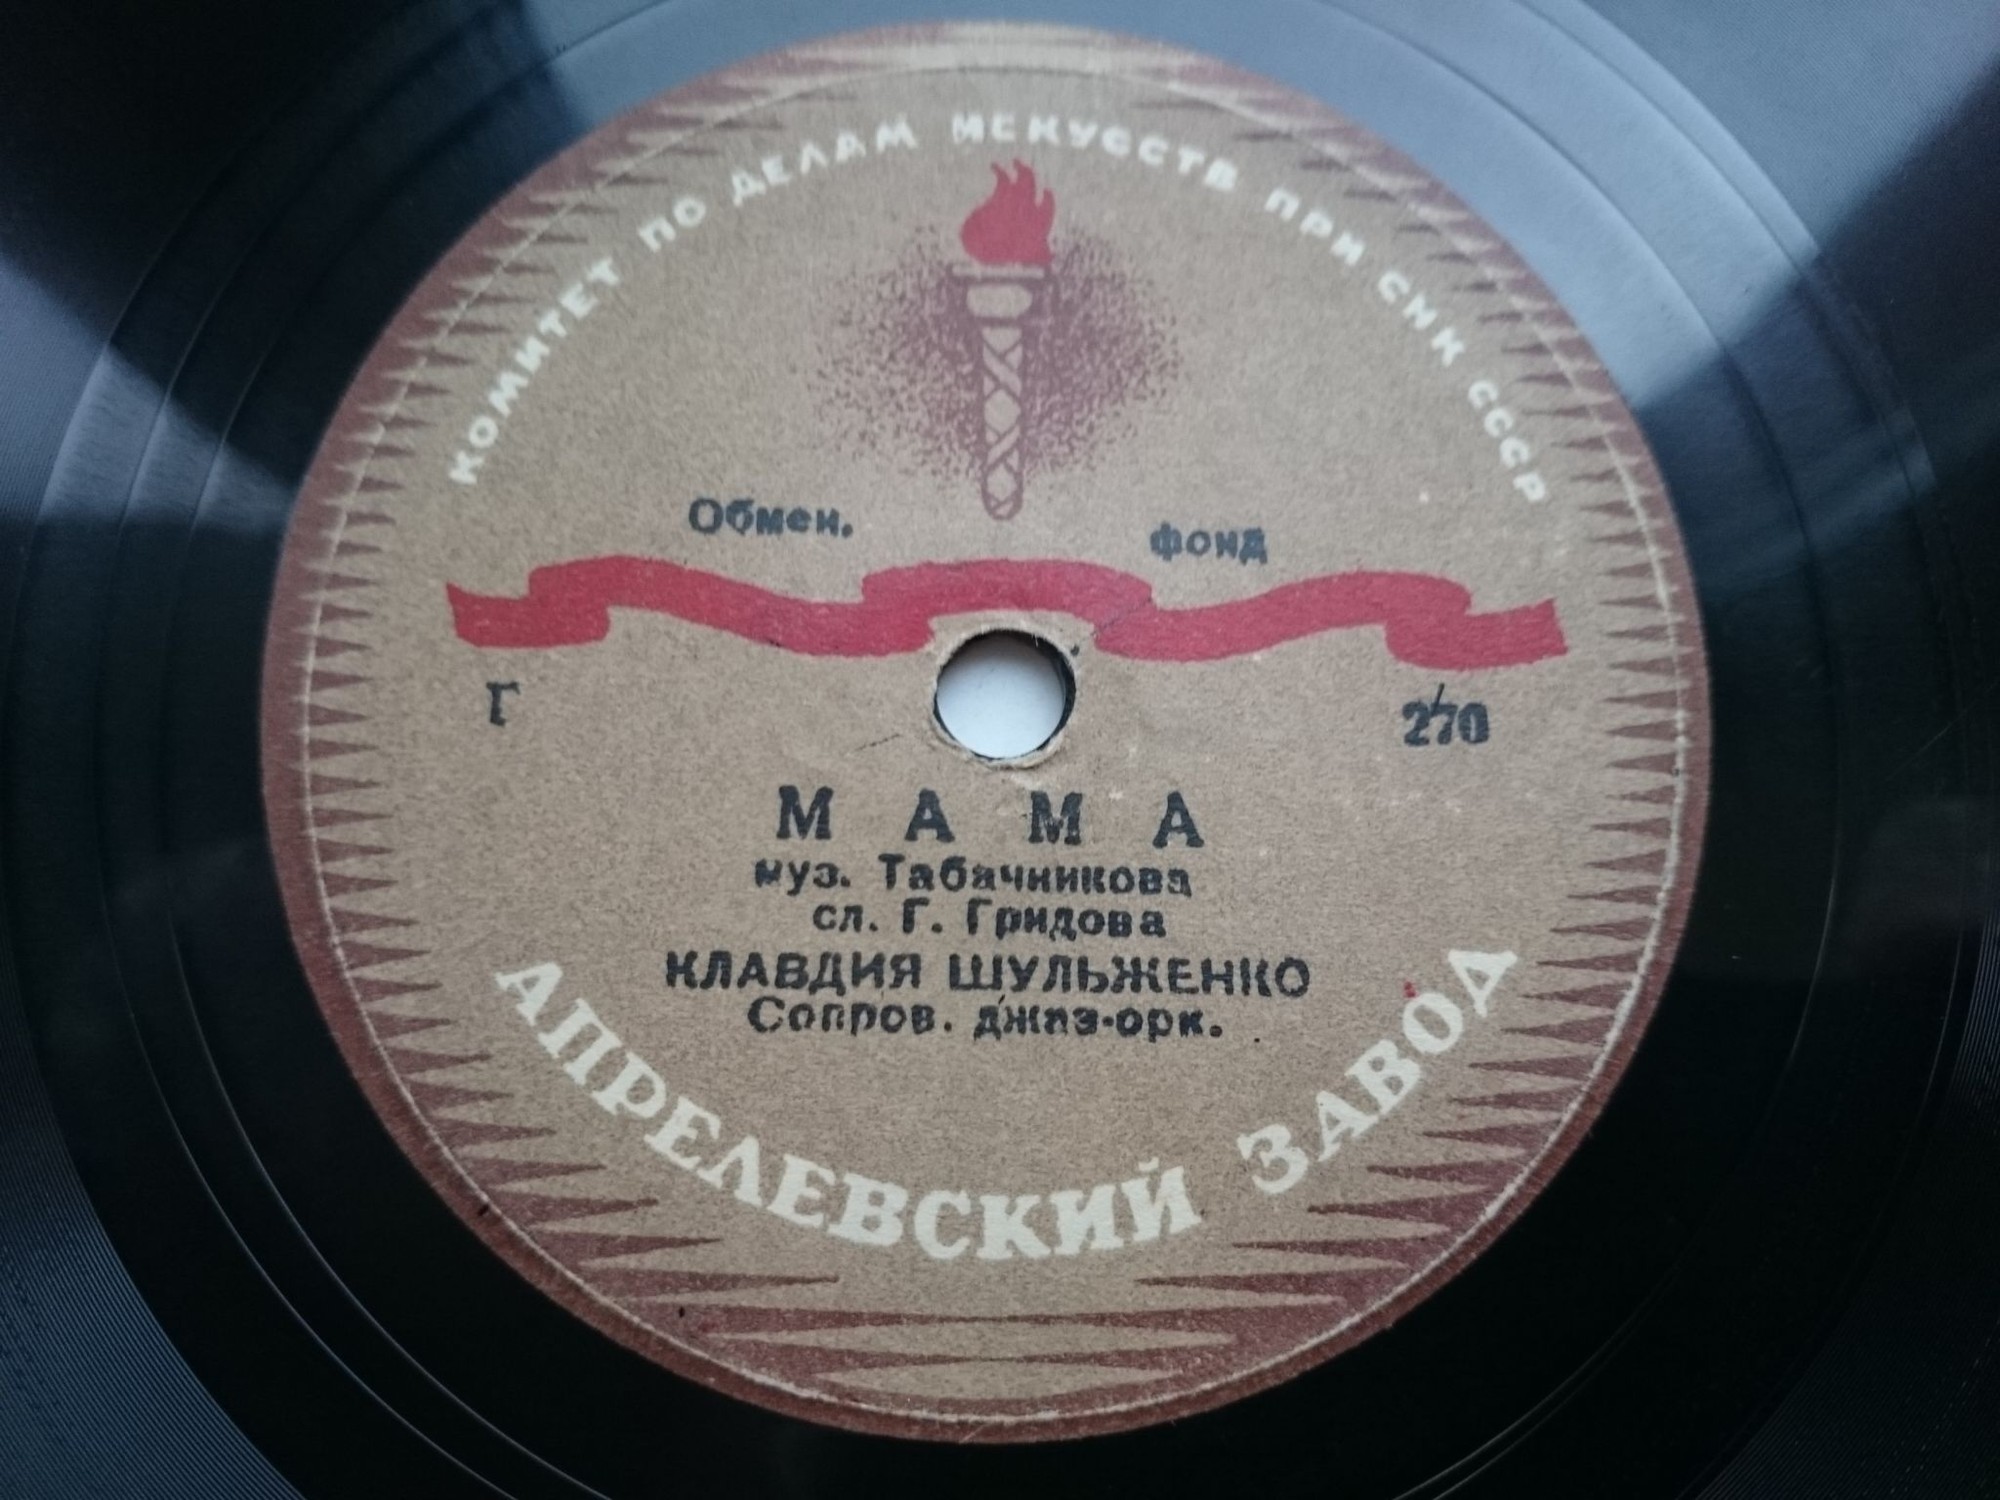 КОМИТЕТ ПО ДЕЛАМ ИСКУССТВ ПРИ СНК СССР
Обмен. фонд
Г 270
МАМА
муз. Табачникова
сл. Г. Гридова
КЛАВДИЯ ШУЛЬЖЕНКО
Сопров. джаз-орк.
АПРЕЛЕВСКИЙ ЗАВОД